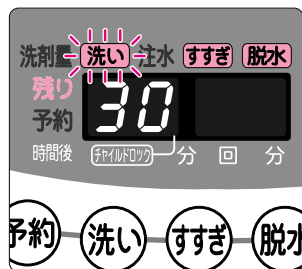 洗剤量 洗い 注水 すすぎ 脱水
残り
予約
30
時間後 チャイルドロック 分 回 分
予約 洗い すすぎ 脱水